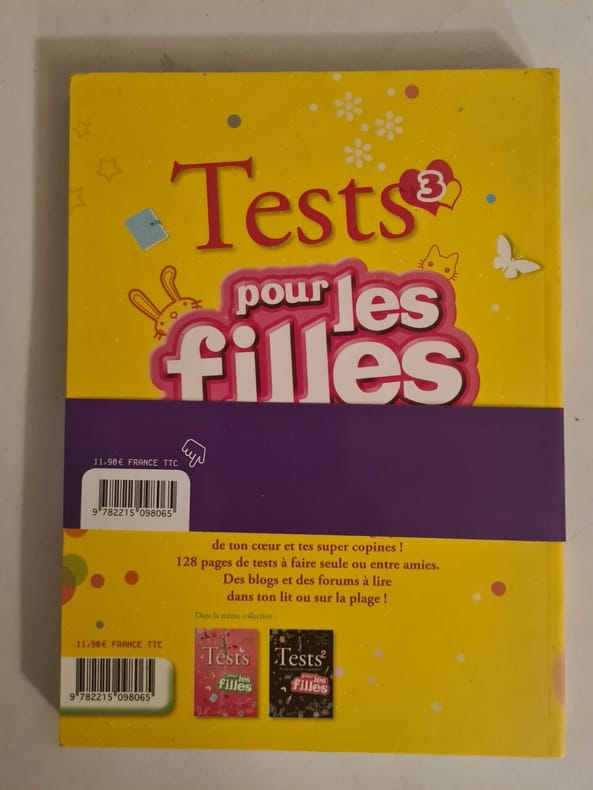 Tests 3
pour les
filles
11,90€ FRANCE TTC
9 782215 098065
de ton cœur et tes super copines !
128 pages de tests à faire seule ou entre amies.
Des blogs et des forums à lire
dans ton lit ou sur la plage !
Dans la même collection :
11,90€ FRANCE TTC
9 782215 098065
Tests
pour les
filles
Tests 2
pour les
filles